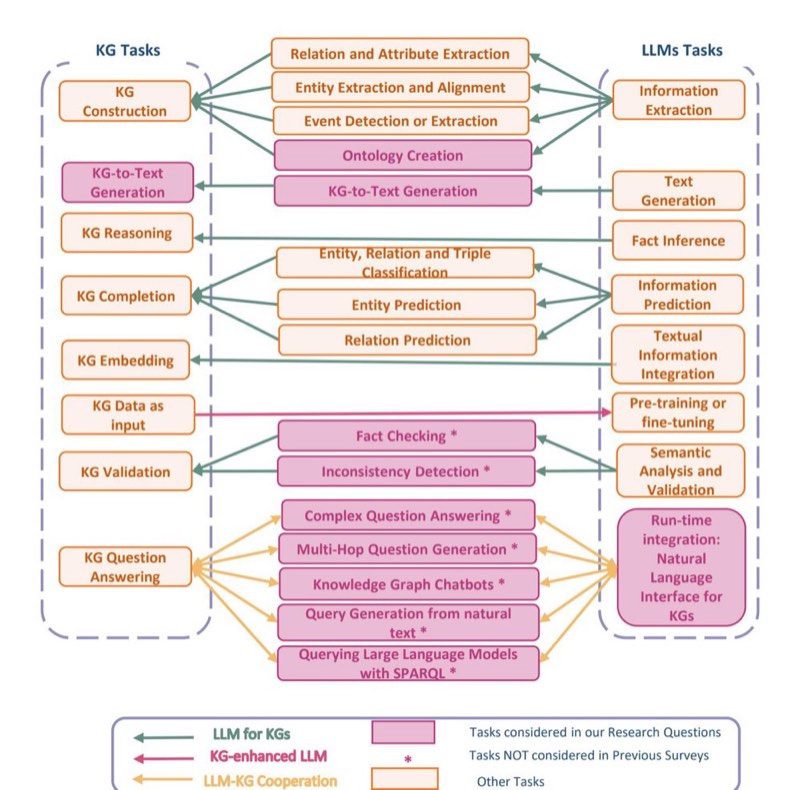 KG Tasks
LLMs Tasks
KG
Construction
KG-to-Text
Generation
KG Reasoning
KG Completion
KG Embedding
KG Data as
input
KG Validation
KG Question
Answering
Relation and Attribute Extraction
Entity Extraction and Alignment
Event Detection or Extraction
Ontology Creation
KG-to-Text Generation
Entity, Relation and Triple
Classification
Entity Prediction
Relation Prediction
Fact Checking *
Inconsistency Detection *
Complex Question Answering *
Multi-Hop Question Generation *
Knowledge Graph Chatbots *
Query Generation from natural
text *
Querying Large Language Models
with SPARQL *
Information
Extraction
Text
Generation
Fact Inference
Information
Prediction
Textual
Information
Integration
Pre-training or
fine-tuning
Semantic
Analysis and
Validation
Run-time
integration:
Natural
Language
Interface for
KGs
LLM for KGs
KG-enhanced LLM
LLM-KG Cooperation
Tasks considered in our Research Questions
* Tasks NOT considered in Previous Surveys
Other Tasks